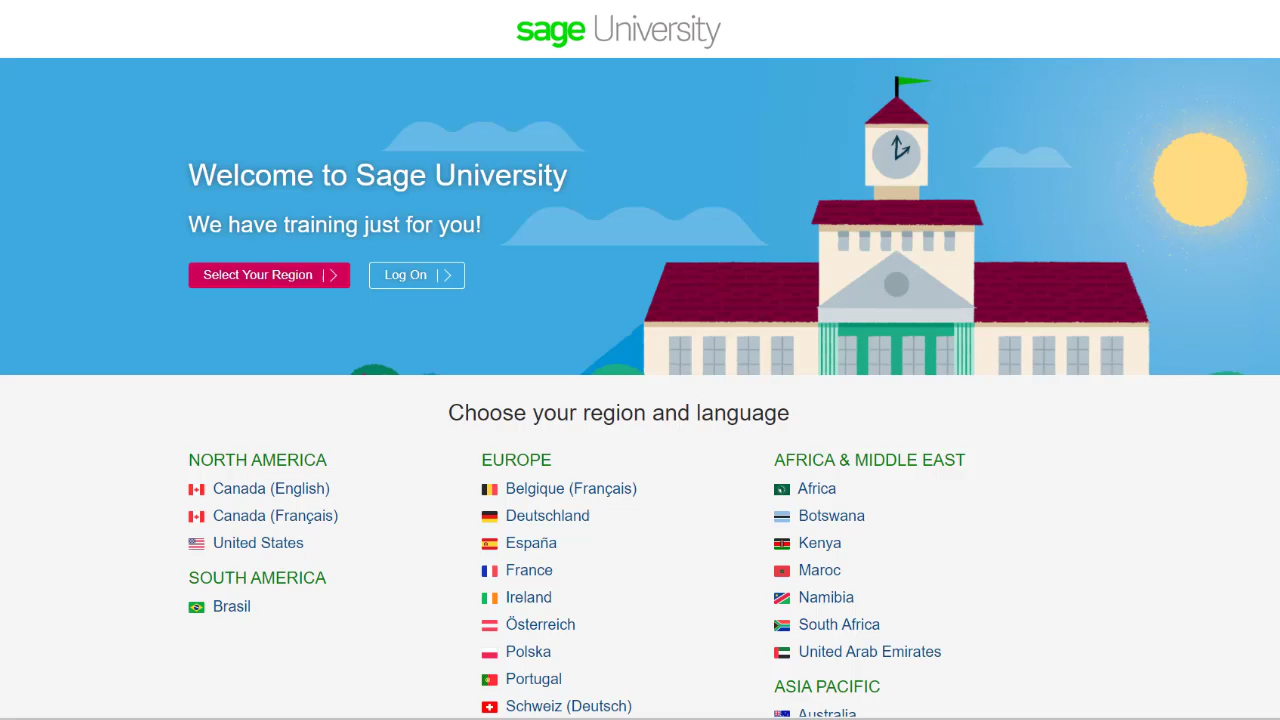 sage University
Welcome to Sage University
We have training just for you!
Select Your Region
Log On
Choose your region and language
NORTH AMERICA
Canada (English)
Canada (Français)
United States
SOUTH AMERICA
Brasil
EUROPE
Belgique (Français)
Deutschland
España
France
Ireland
Österreich
Polska
Portugal
Schweiz (Deutsch)
AFRICA & MIDDLE EAST
Africa
Botswana
Kenya
Maroc
Namibia
South Africa
United Arab Emirates
ASIA PACIFIC
Australia